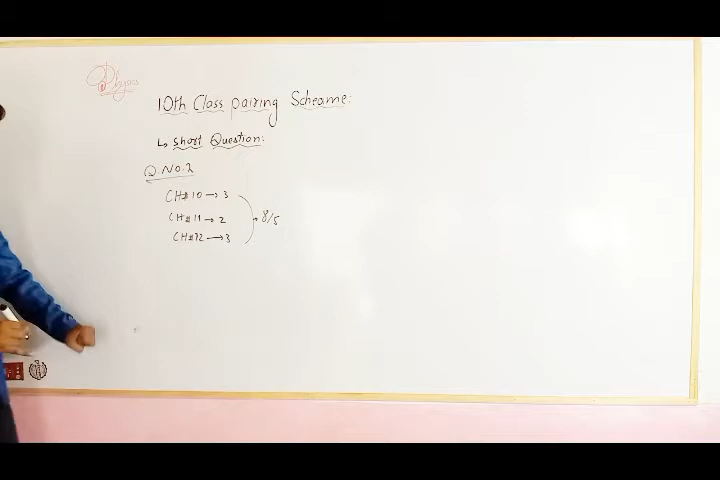 Physics
10th Class pairing Scheame:
↳ short Question:
Q.No.2
CH#10 → 3
CH#11 → 2
CH#12 → 3
8/5